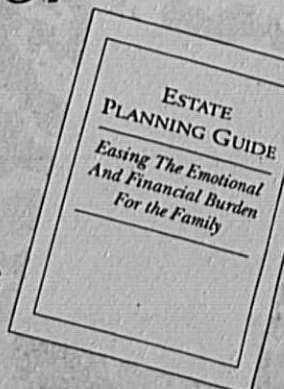 ESTATE
PLANNING GUIDE
Easing The Emotional
And Financial Burden
For the Family